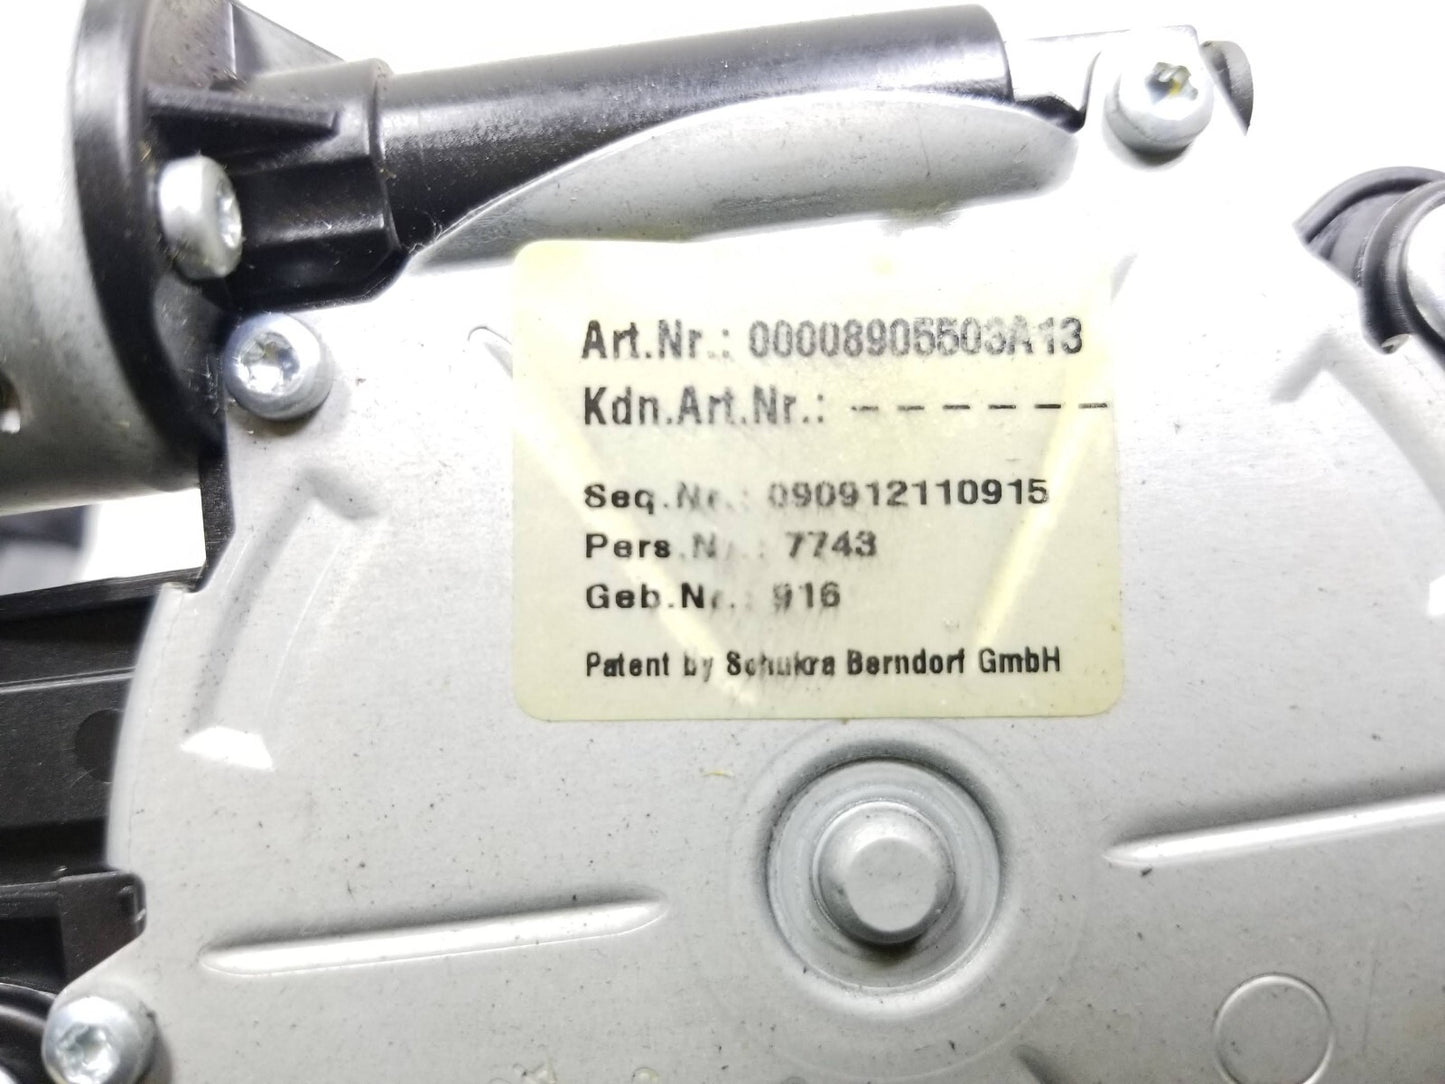 Art.Nr.: 00008905503A13
Kdn.Art.Nr.: ------
Seq.Nr.: 090912110915
Pers.Nr.: 7743
Geb.Nr.: 916
Patent by Schukra Berndorf GmbH